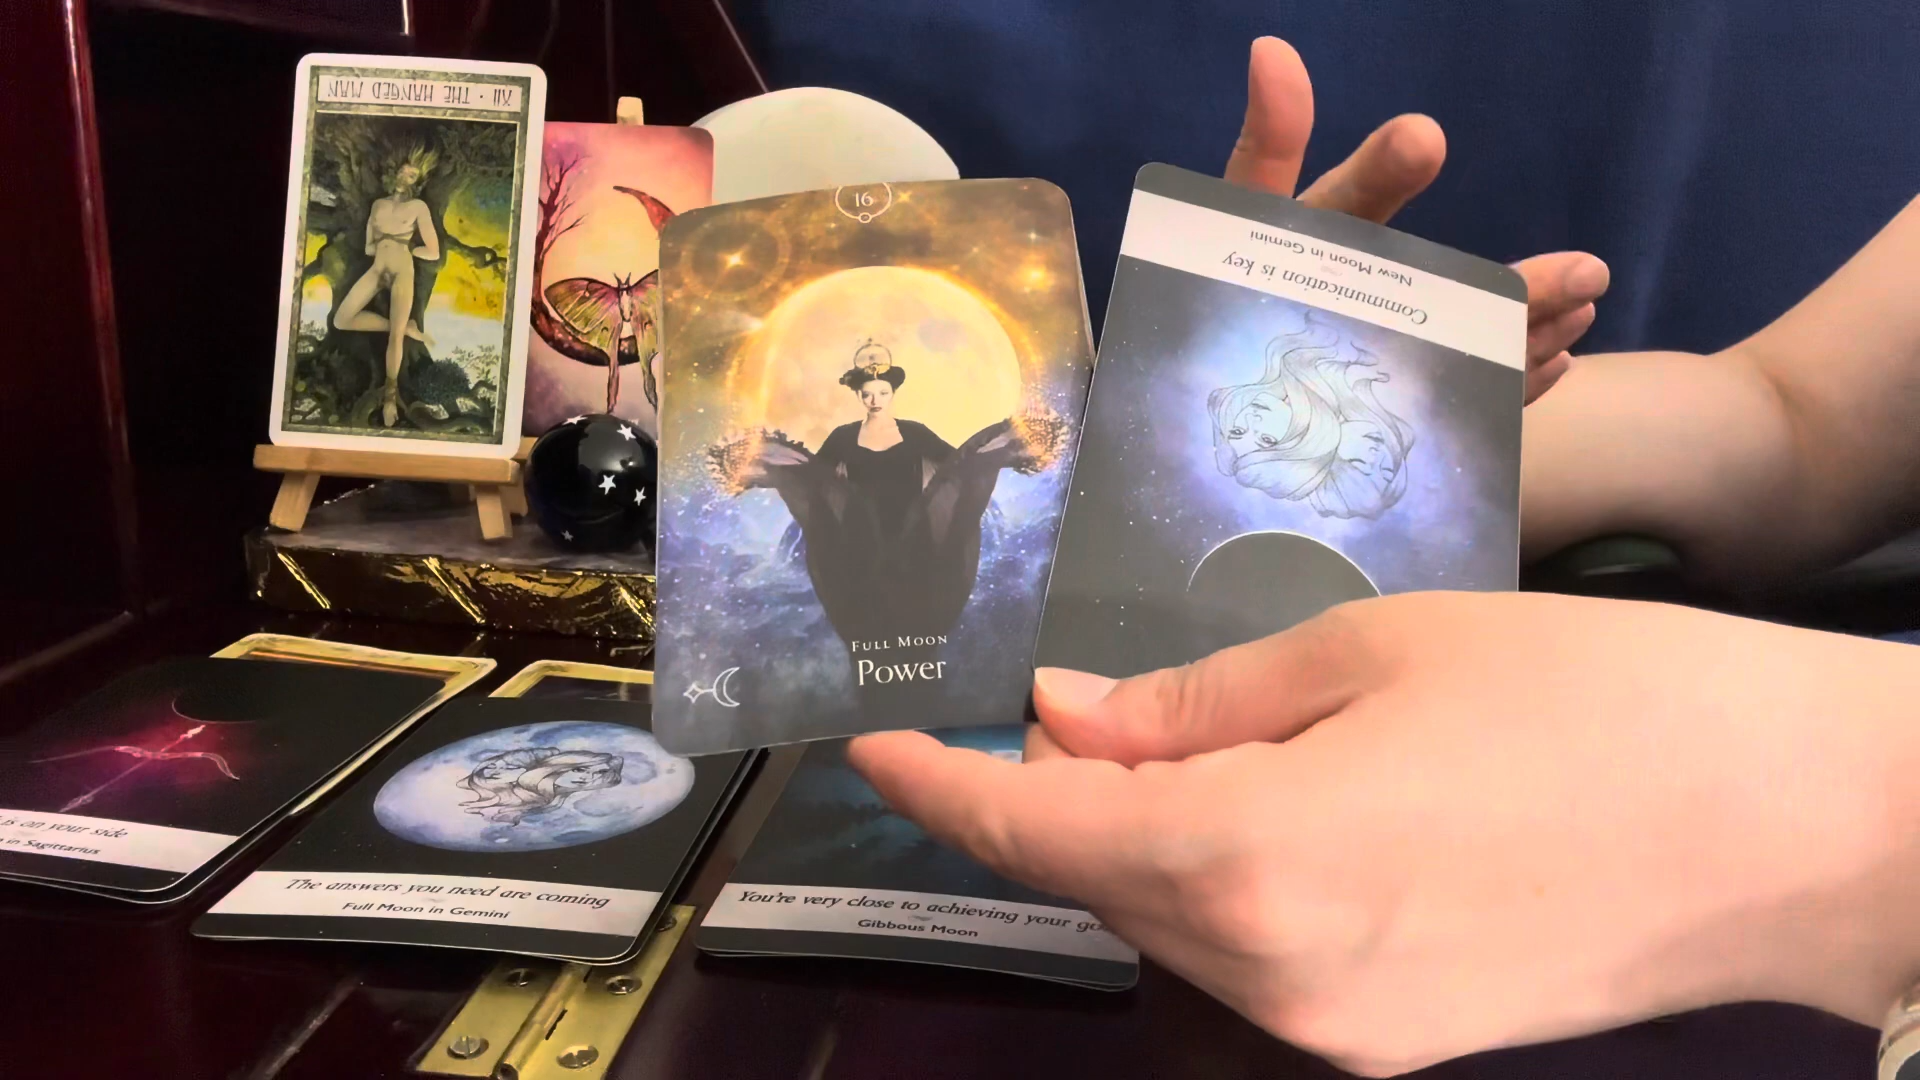 XII · THE HANGED MAN
16
FULL MOON
Power
New Moon in Gemini
Communication is key
is on your side
in Sagittarius
The answers you need are coming
Full Moon in Gemini
You're very close to achieving your
Gibbous Moon